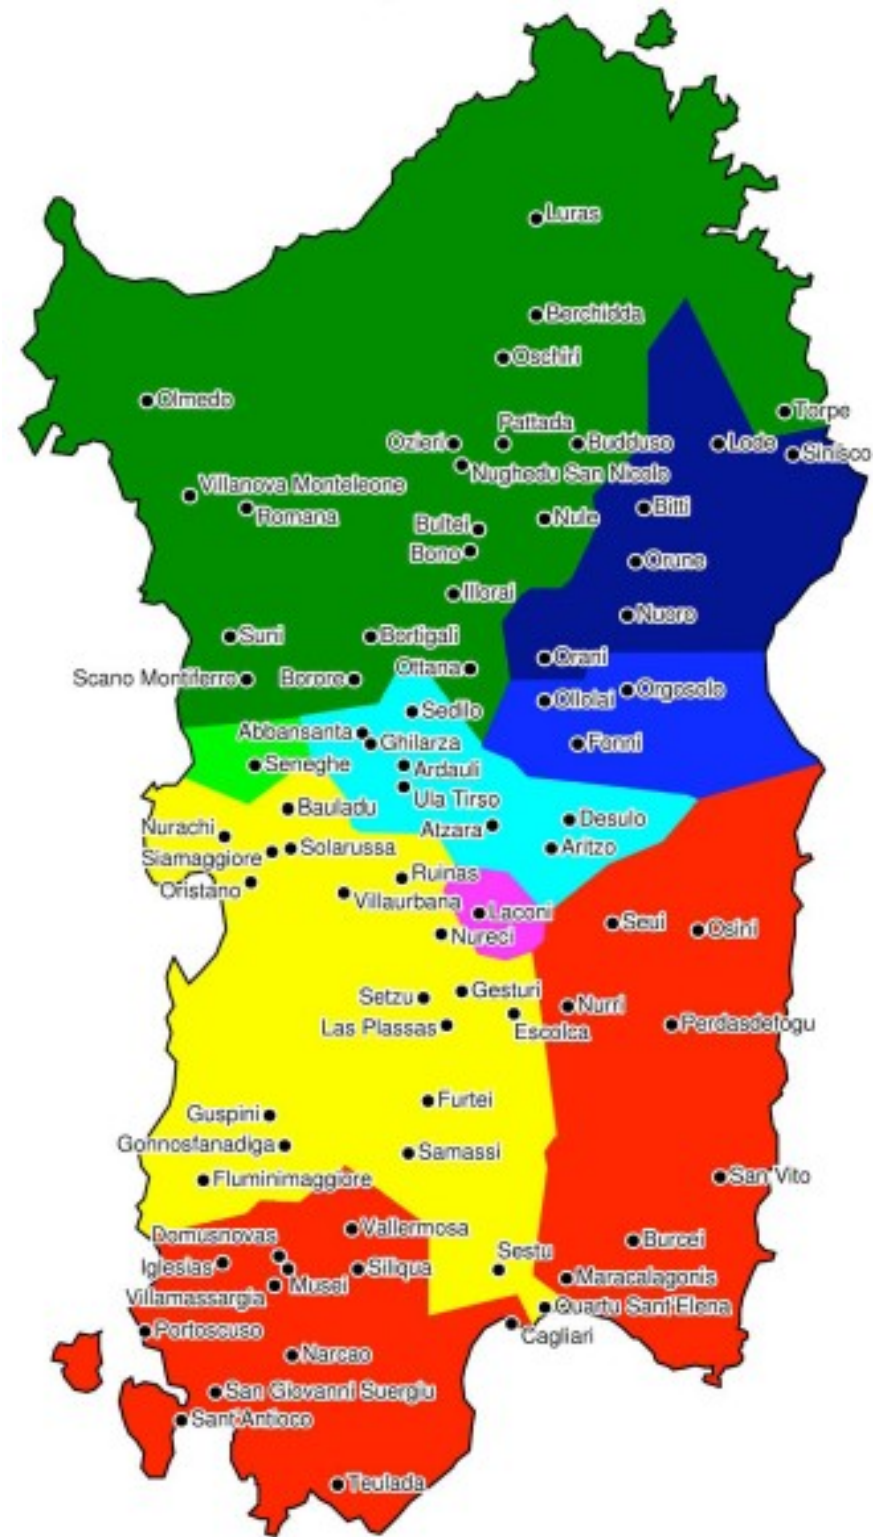 Luras
Berchidda
Oschiri
Olmedo
Torpe
Pattada
Ozieri
Budduso
Lode
Sinisco
Nughedu San Nicolo
Villanova Monteleone
Romana
Bultei
Nule
Bitti
Bono
Orune
Illorai
Nuoro
Suni
Bortigali
Orani
Ottana
Scano Montiferro
Borore
Ollolai
Orgosolo
Sedilo
Abbansanta
Ghilarza
Fonni
Seneghe
Ardauli
Ula Tirso
Bauladu
Desulo
Nurachi
Atzara
Solarussa
Aritzo
Siamaggiore
Ruinas
Oristano
Villaurbana
Laconi
Seui
Osini
Nureci
Setzu
Gesturi
Nurri
Las Plassas
Escolca
Perdasdefogu
Furtei
Guspini
Gonnosfanadiga
Samassi
Fluminimaggiore
San Vito
Vallermosa
Domusnovas
Burcei
Sestu
Iglesias
Siliqua
Musei
Maracalagonis
Villamassargia
Quartu Sant'Elena
Portoscuso
Cagliari
Narcao
San Giovanni Suergiu
Sant'Antioco
Teulada